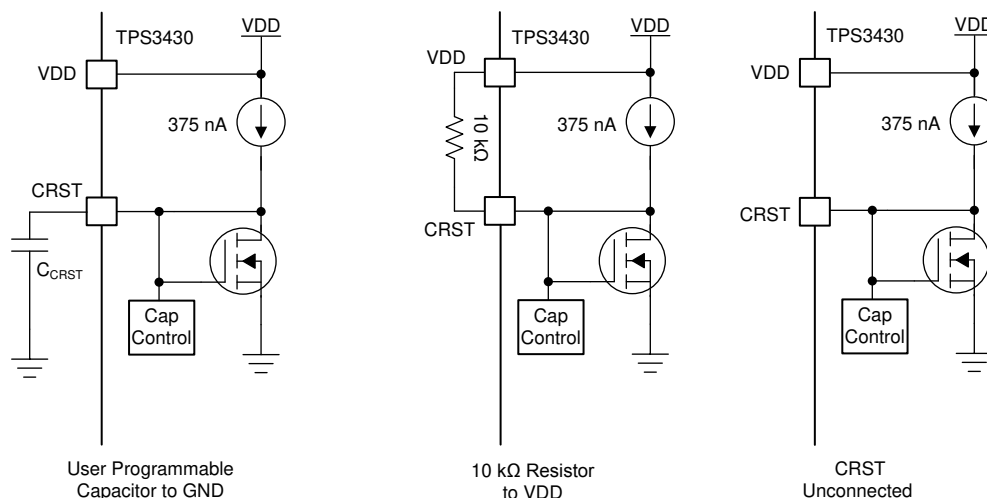 TPS3430
VDD
VDD
375 nA
CRST
C_CRST
Cap
Control
User Programmable
Capacitor to GND
TPS3430
VDD
VDD
10 kΩ
375 nA
CRST
Cap
Control
10 kΩ Resistor
to VDD
TPS3430
VDD
VDD
375 nA
CRST
Cap
Control
CRST
Unconnected